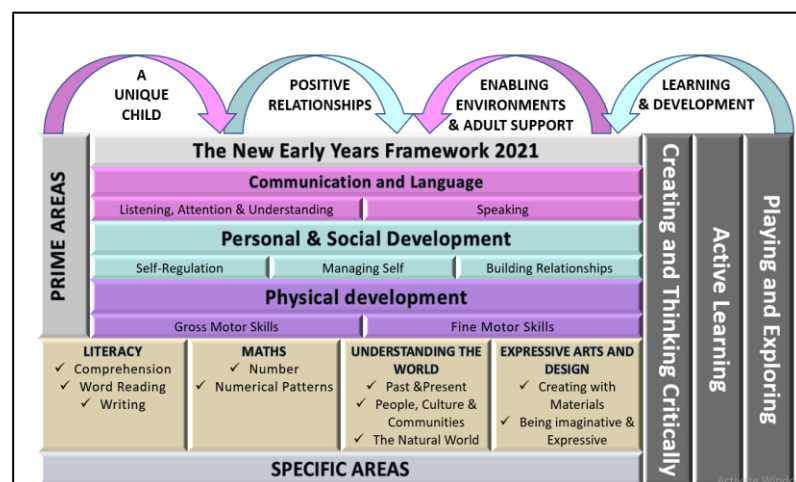 A
UNIQUE
CHILD
POSITIVE
RELATIONSHIPS
ENABLING
ENVIRONMENTS
& ADULT SUPPORT
LEARNING
& DEVELOPMENT
The New Early Years Framework 2021
PRIME AREAS
Communication and Language
Listening, Attention & Understanding
Speaking
Personal & Social Development
Self-Regulation
Managing Self
Building Relationships
Physical development
Gross Motor Skills
Fine Motor Skills
LITERACY
✓ Comprehension
✓ Word Reading
✓ Writing
MATHS
✓ Number
✓ Numerical Patterns
UNDERSTANDING THE
WORLD
✓ Past &Present
✓ People, Culture &
Communities
✓ The Natural World
EXPRESSIVE ARTS AND
DESIGN
✓ Creating with
Materials
✓ Being imaginative &
Expressive
SPECIFIC AREAS
Creating and Thinking Critically
Active Learning
Playing and Exploring
Activate Windo